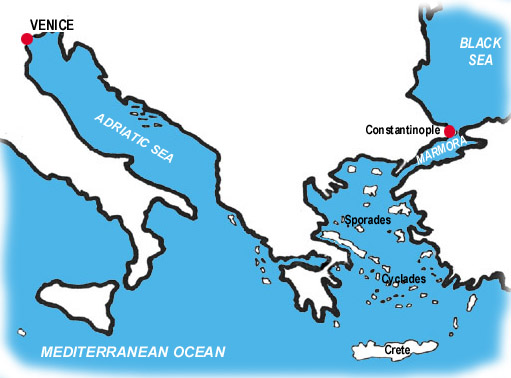 VENICE
BLACK
SEA
ADRIATIC SEA
Constantinople
MARMORA
Sporades
Cyclades
Crete
MEDITERRANEAN OCEAN